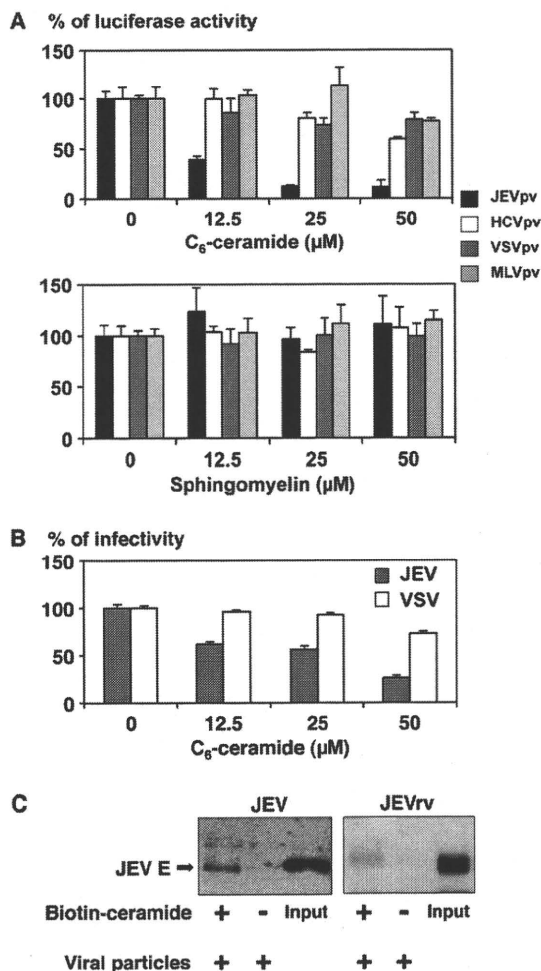 A % of luciferase activity
150
100
50
0
0 12.5 25 50
C₆-ceramide (µM)
JEVpv
HCVpv
VSVpv
MLVpv
150
100
50
0
0 12.5 25 50
Sphingomyelin (µM)
B % of infectivity
150
100
50
0
JEV
VSV
0 12.5 25 50
C₆-ceramide (µM)
C JEV JEVrv
JEV E →
Biotin-ceramide + - Input + - Input
Viral particles + + + +